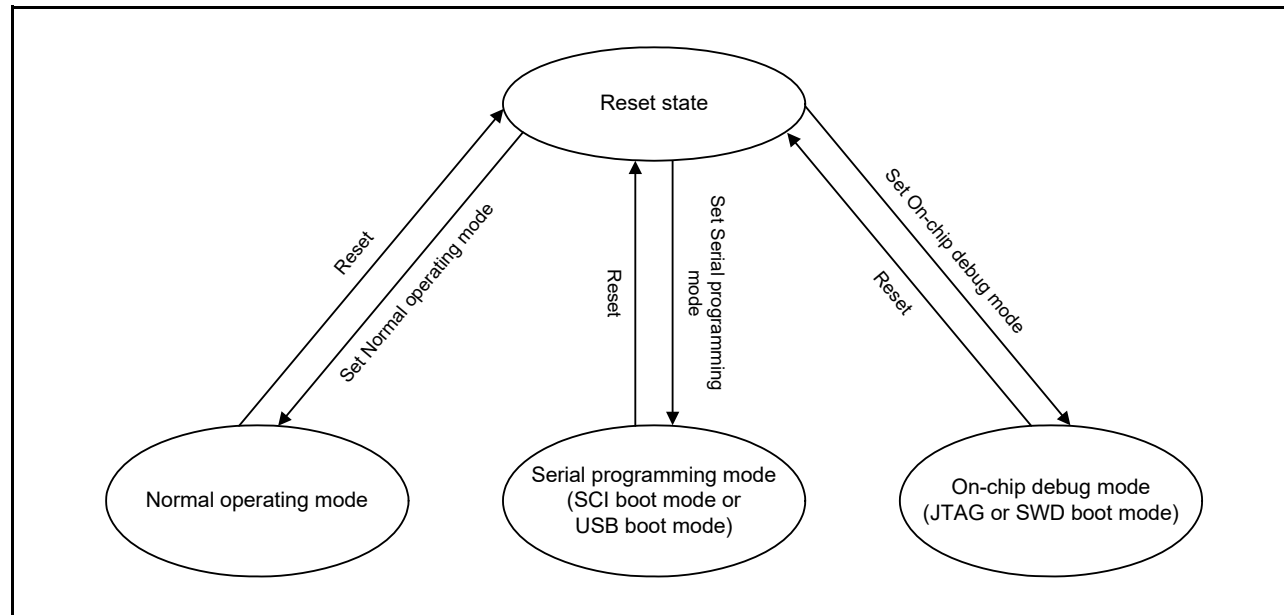 Reset state
Reset
Set Normal operating mode
Reset
Set Serial programming
mode
Set On-chip debug mode
Reset
Normal operating mode
Serial programming mode
(SCI boot mode or
USB boot mode)
On-chip debug mode
(JTAG or SWD boot mode)